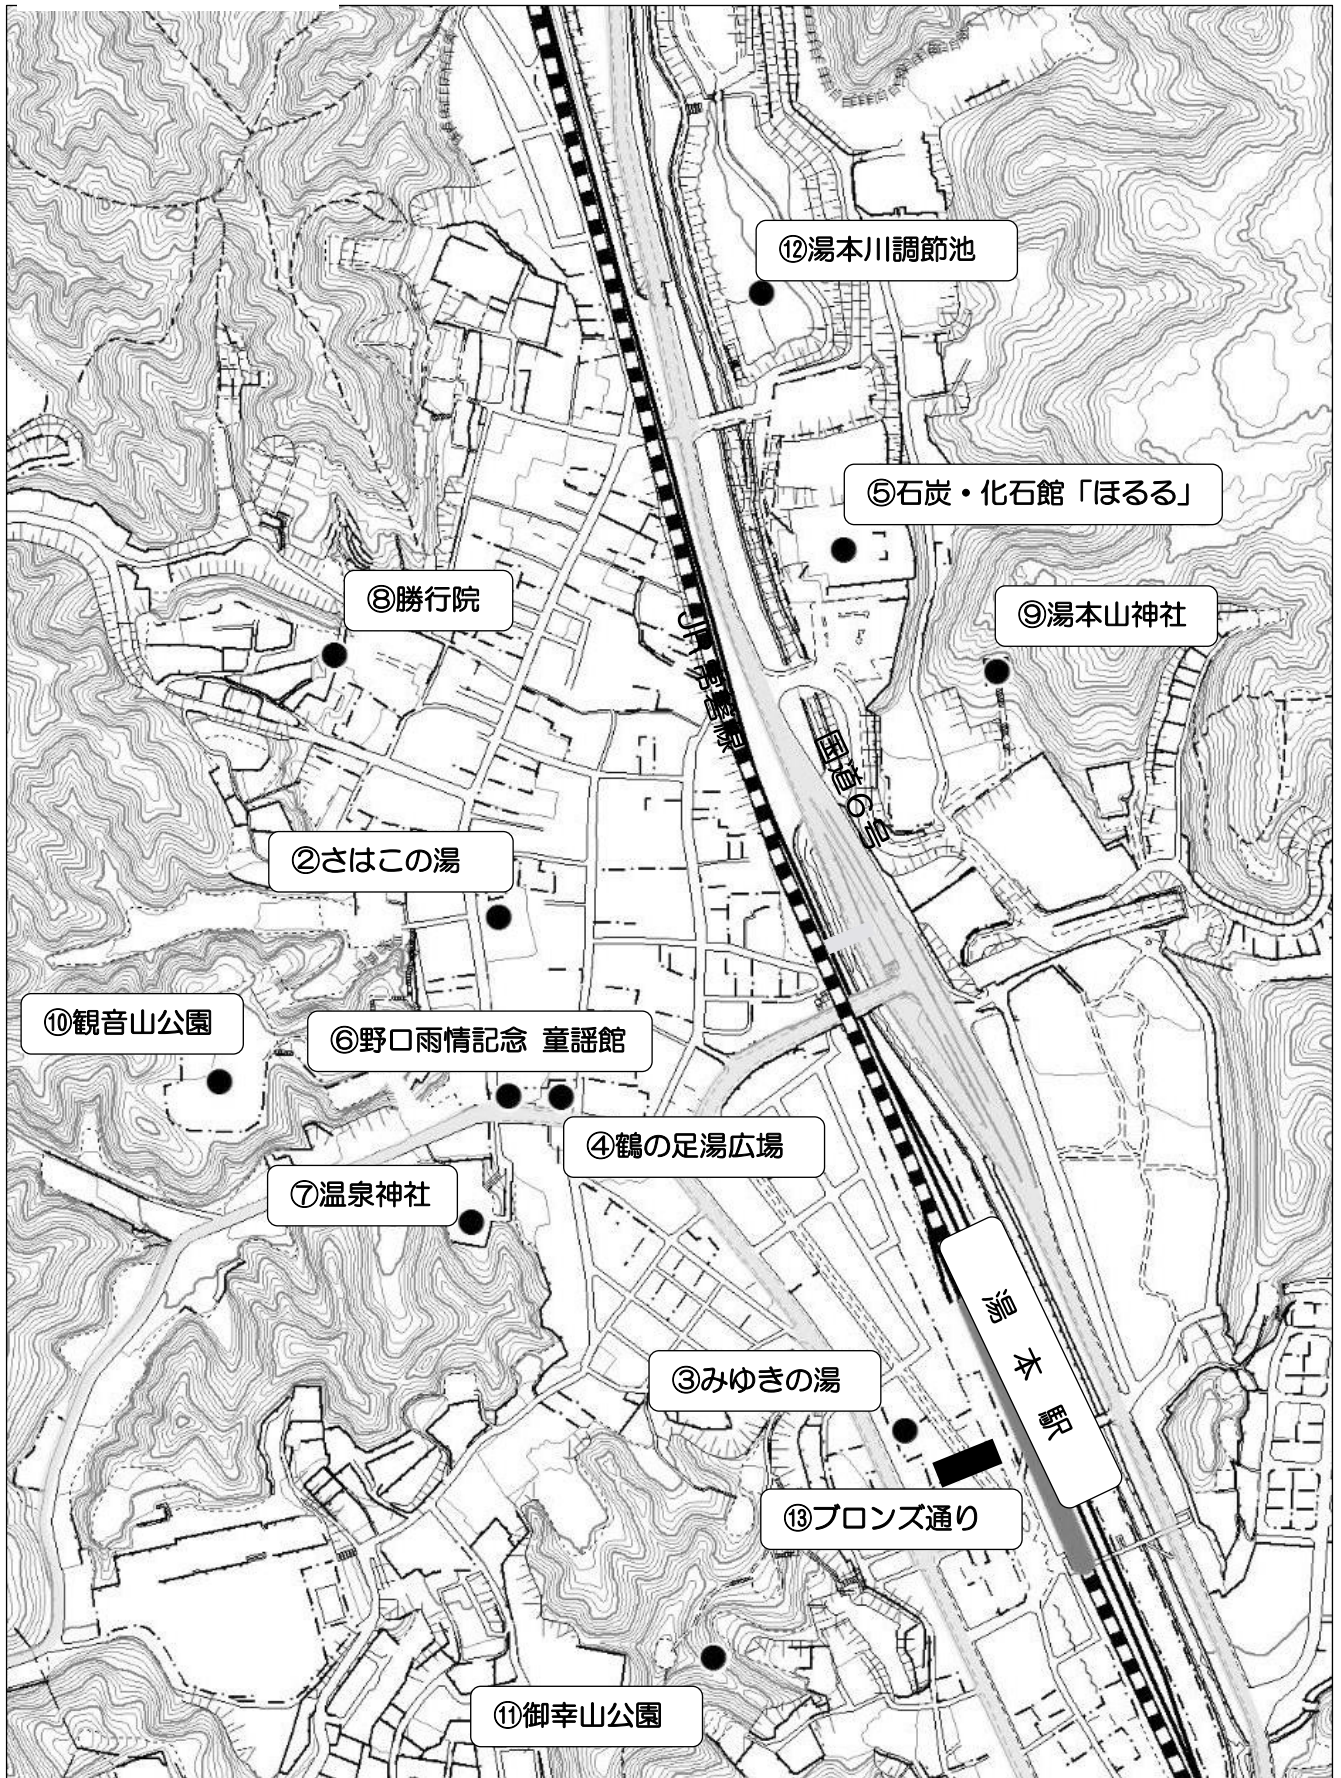 ⑫湯本川調節池
⑤石炭・化石館「ほるる」
⑧勝行院
⑨湯本山神社
JR常磐線
国道6号
②さはこの湯
⑩観音山公園
⑥野口雨情記念 童謡館
④鶴の足湯広場
⑦温泉神社
湯本駅
③みゆきの湯
⑬ブロンズ通り
⑪御幸山公園